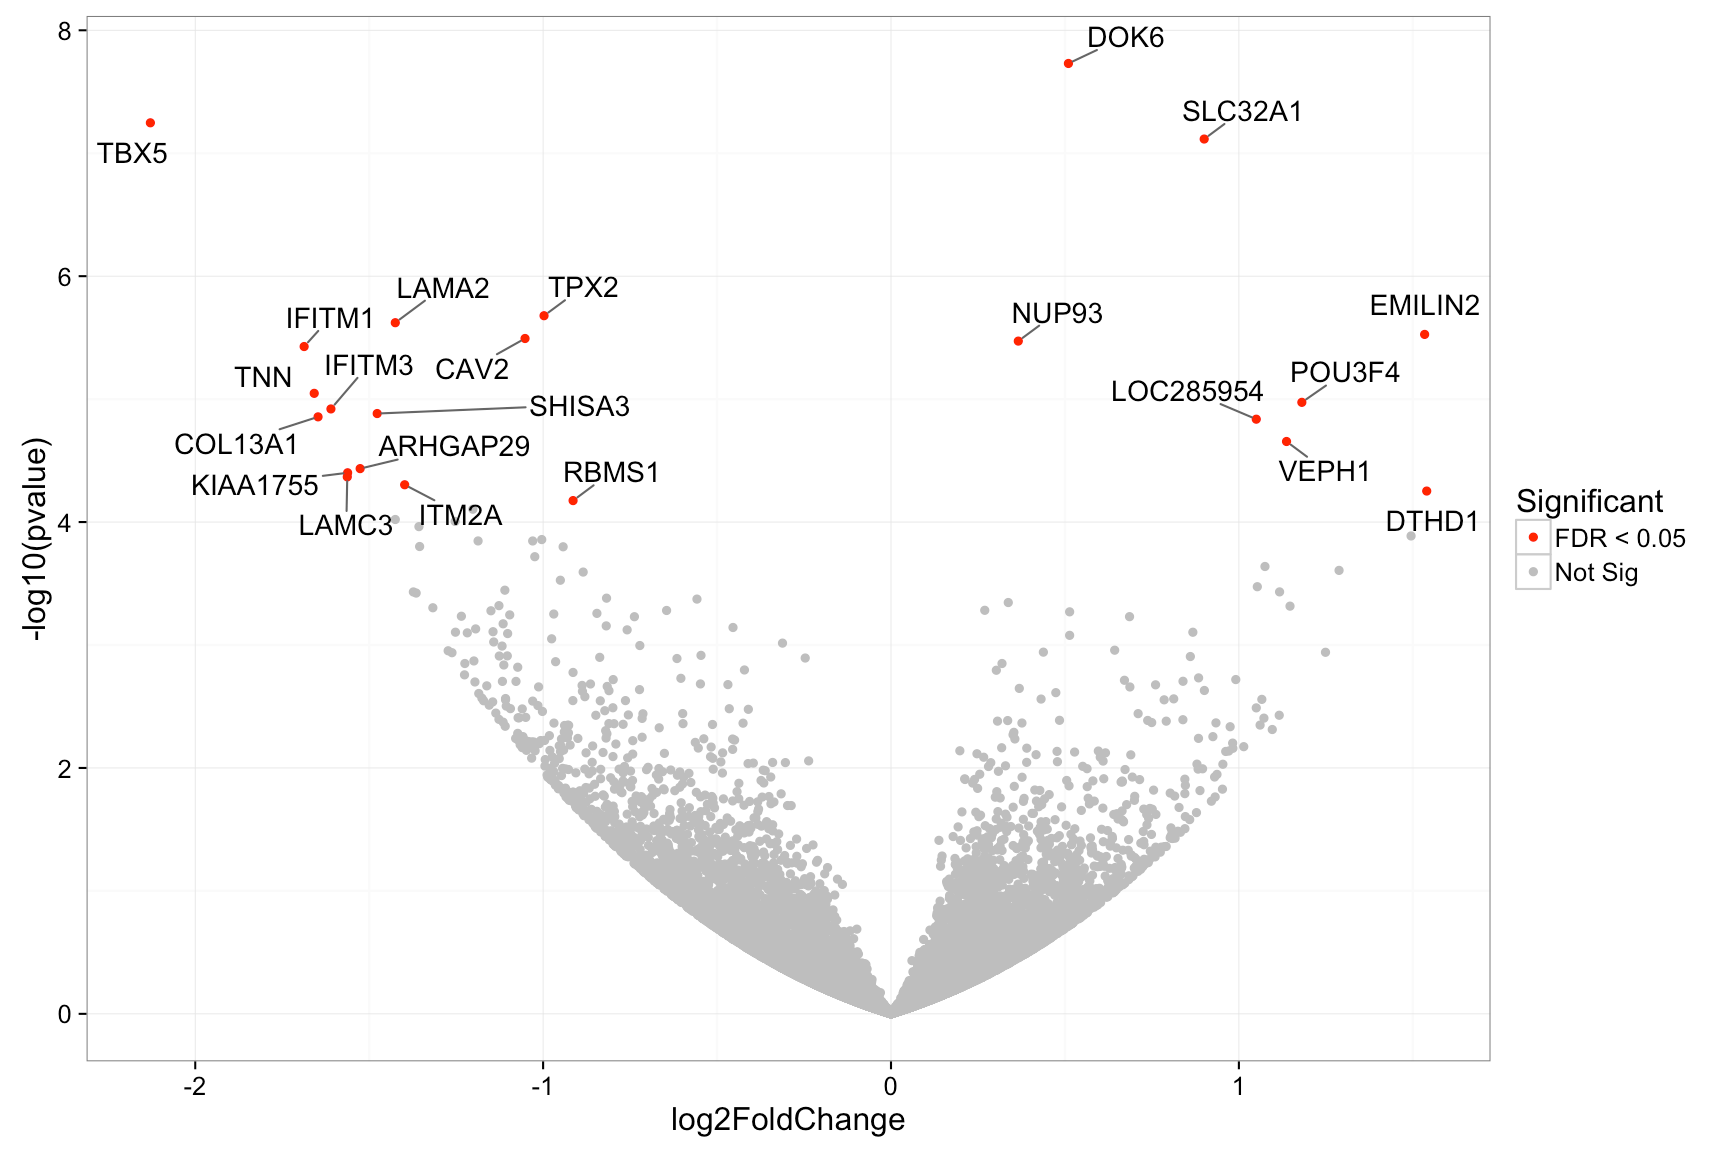 8
DOK6
SLC32A1
TBX5
6
LAMA2
TPX2
EMILIN2
NUP93
IFITM1
IFITM3
CAV2
TNN
POU3F4
LOC285954
SHISA3
COL13A1
ARHGAP29
RBMS1
VEPH1
KIAA1755
LAMC3
ITM2A
DTHD1
4
2
0
-log10(pvalue)
-2
-1
0
1
log2FoldChange
Significant
FDR < 0.05
Not Sig